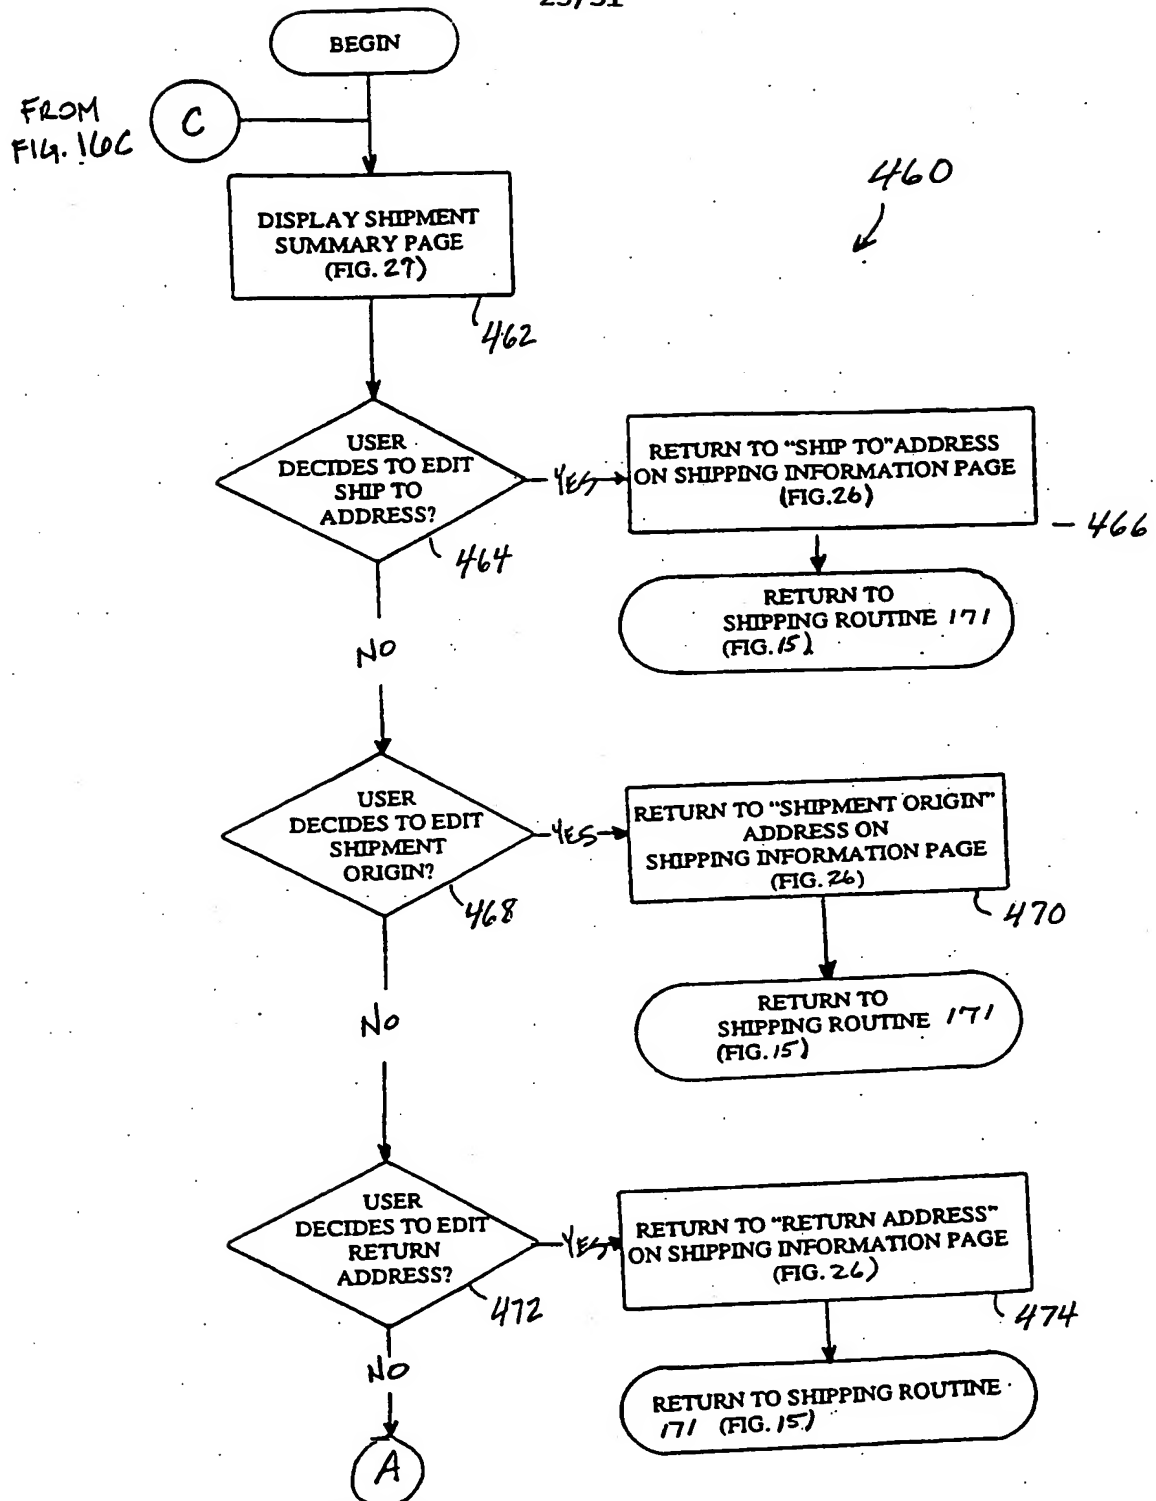 BEGIN
FROM
FIG. 16C
C
460
DISPLAY SHIPMENT
SUMMARY PAGE
(FIG. 27)
462
USER
DECIDES TO EDIT
SHIP TO
ADDRESS?
464
YES
RETURN TO "SHIP TO" ADDRESS
ON SHIPPING INFORMATION PAGE
(FIG.26)
466
RETURN TO
SHIPPING ROUTINE 171
(FIG. 15)
NO
USER
DECIDES TO EDIT
SHIPMENT
ORIGIN?
468
YES
RETURN TO "SHIPMENT ORIGIN"
ADDRESS ON
SHIPPING INFORMATION PAGE
(FIG. 26)
470
RETURN TO
SHIPPING ROUTINE 171
(FIG. 15)
NO
USER
DECIDES TO EDIT
RETURN
ADDRESS?
472
YES
RETURN TO "RETURN ADDRESS"
ON SHIPPING INFORMATION PAGE
(FIG. 26)
474
RETURN TO SHIPPING ROUTINE
171 (FIG. 15)
NO
A